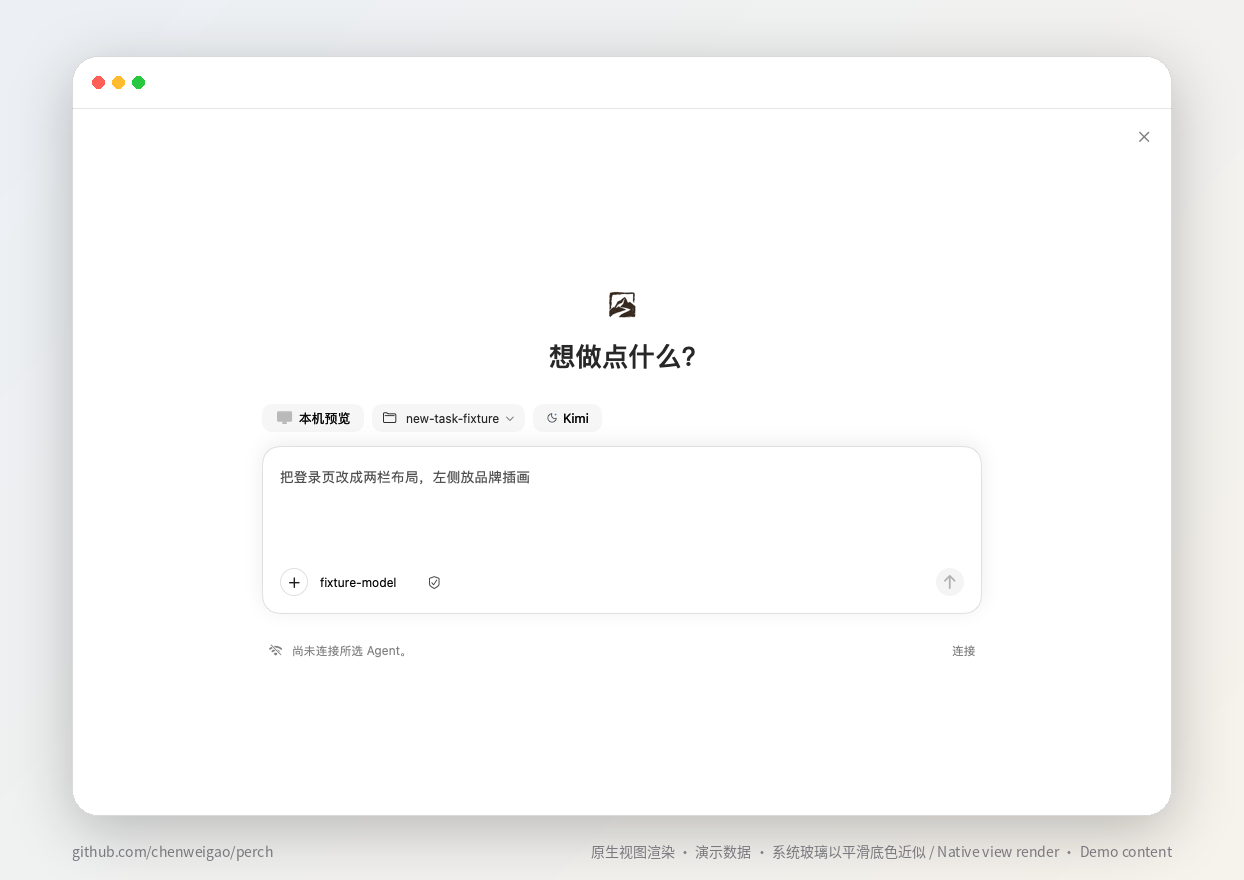 想做点什么?
本机预览 new-task-fixture Kimi
把登录页改成两栏布局，左侧放品牌插画
fixture-model
尚未连接所选 Agent。 连接
github.com/chenweigao/perch 原生视图渲染 · 演示数据 · 系统玻璃以平滑底色近似 / Native view render · Demo content